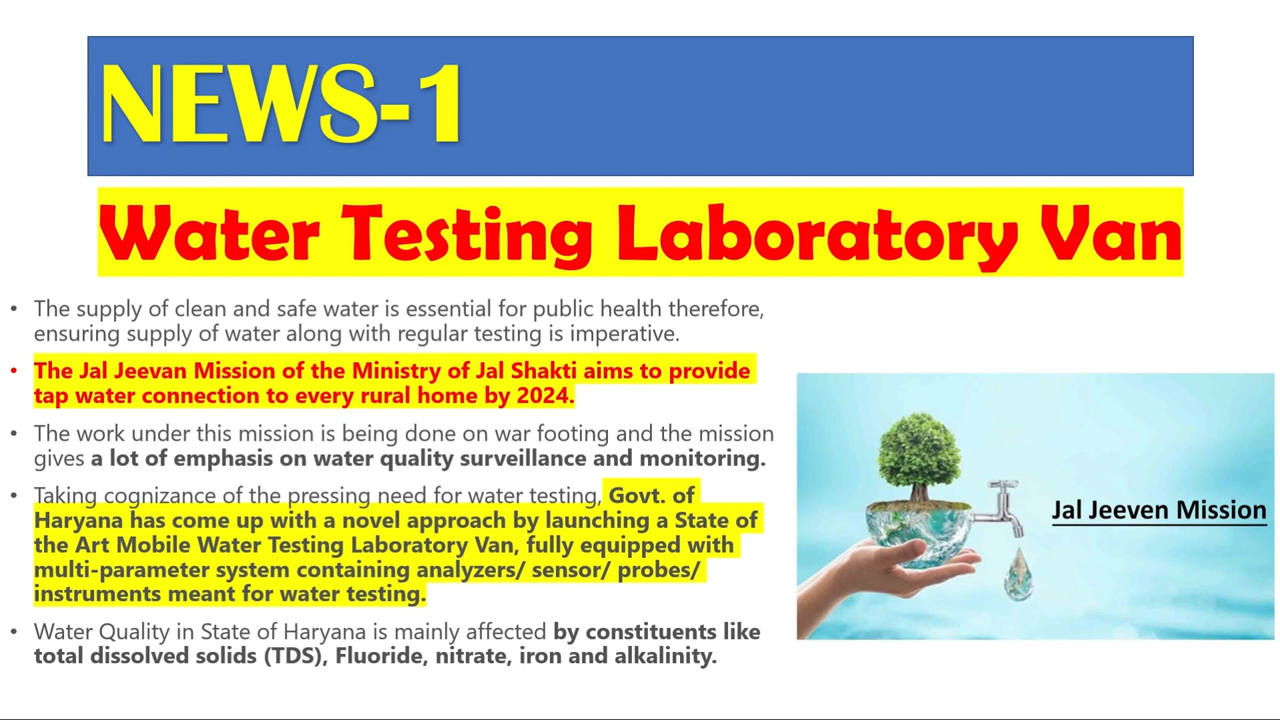 NEWS-1
Water Testing Laboratory Van
• The supply of clean and safe water is essential for public health therefore,
ensuring supply of water along with regular testing is imperative.
• The Jal Jeevan Mission of the Ministry of Jal Shakti aims to provide
tap water connection to every rural home by 2024.
• The work under this mission is being done on war footing and the mission
gives a lot of emphasis on water quality surveillance and monitoring.
• Taking cognizance of the pressing need for water testing, Govt. of
Haryana has come up with a novel approach by launching a State of
the Art Mobile Water Testing Laboratory Van, fully equipped with
multi-parameter system containing analyzers/ sensor/ probes/
instruments meant for water testing.
• Water Quality in State of Haryana is mainly affected by constituents like
total dissolved solids (TDS), Fluoride, nitrate, iron and alkalinity.
Jal Jeeven Mission